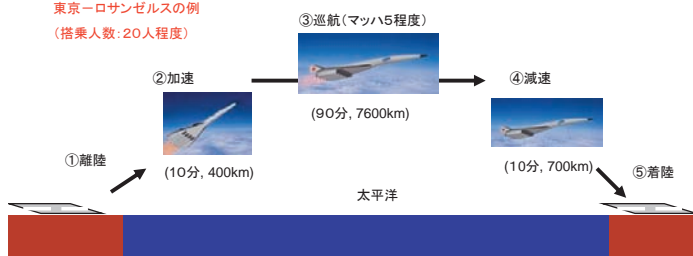 東京－ロサンゼルスの例
（搭乗人数：２０人程度）
③巡航（マッハ５程度）
②加速
④減速
(９０分, 7600km)
①離陸
(１０分, 400km)
(１０分, 700km)
⑤着陸
太平洋